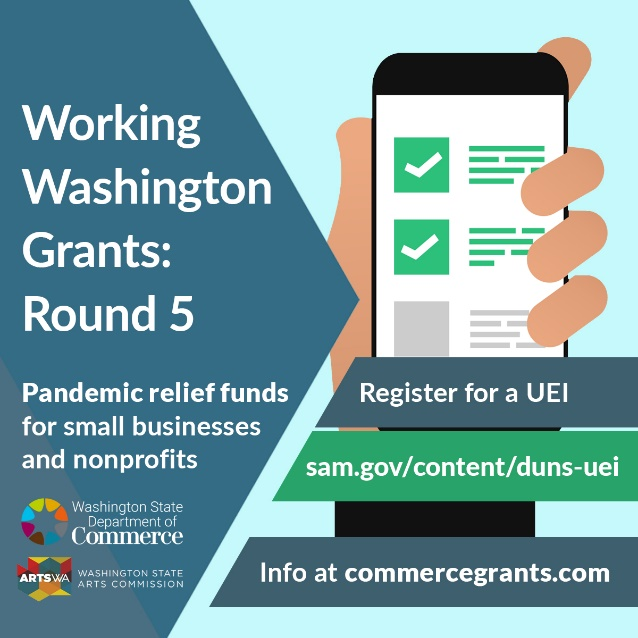 Working
Washington
Grants:
Round 5
Pandemic relief funds
for small businesses
and nonprofits
Washington State
Department of
Commerce
ARTSWA
WASHINGTON STATE
ARTS COMMISSION
Register for a UEI
sam.gov/content/duns-uei
Info at commercegrants.com